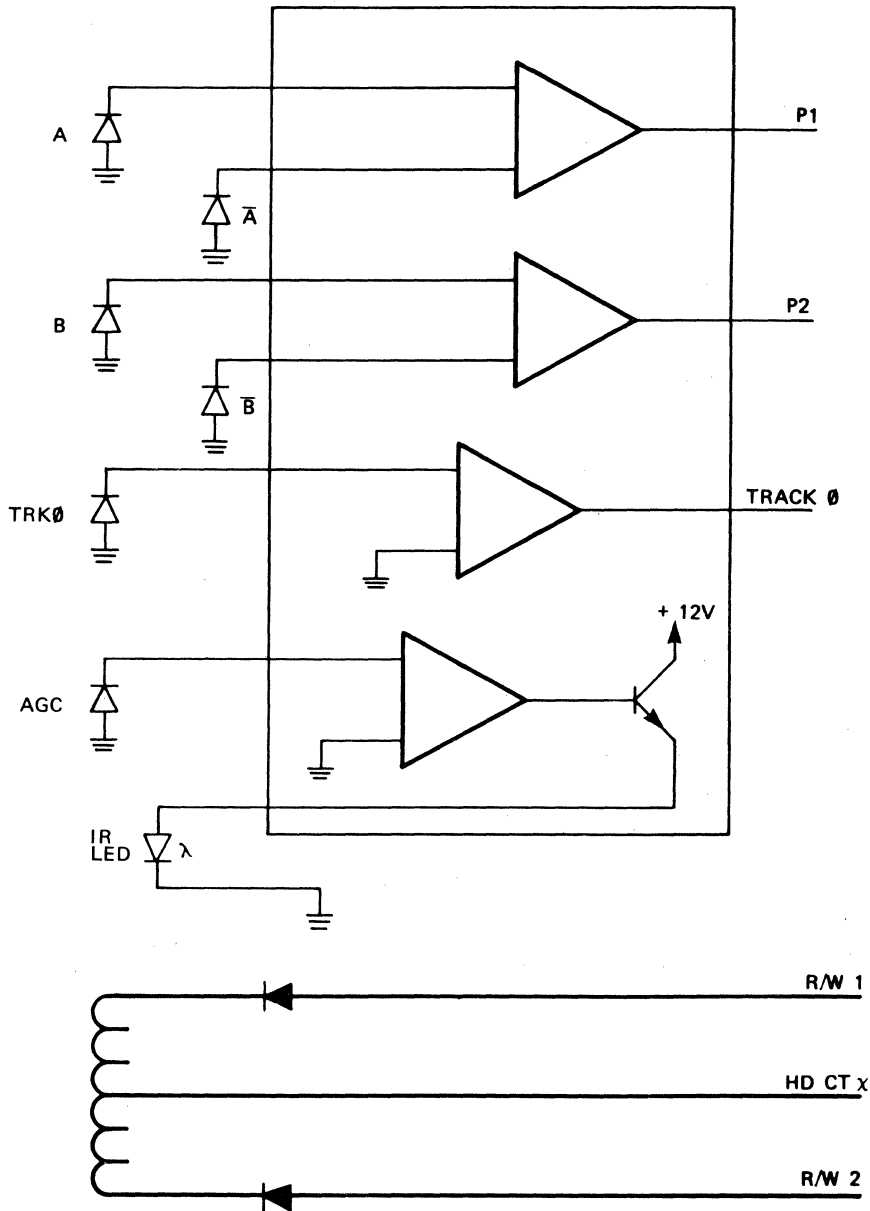 P1
A
A̅
P2
B
B̅
TRACK Ø
TRKØ
+ 12V
AGC
IR
LED
λ
R/W 1
HD CT χ
R/W 2